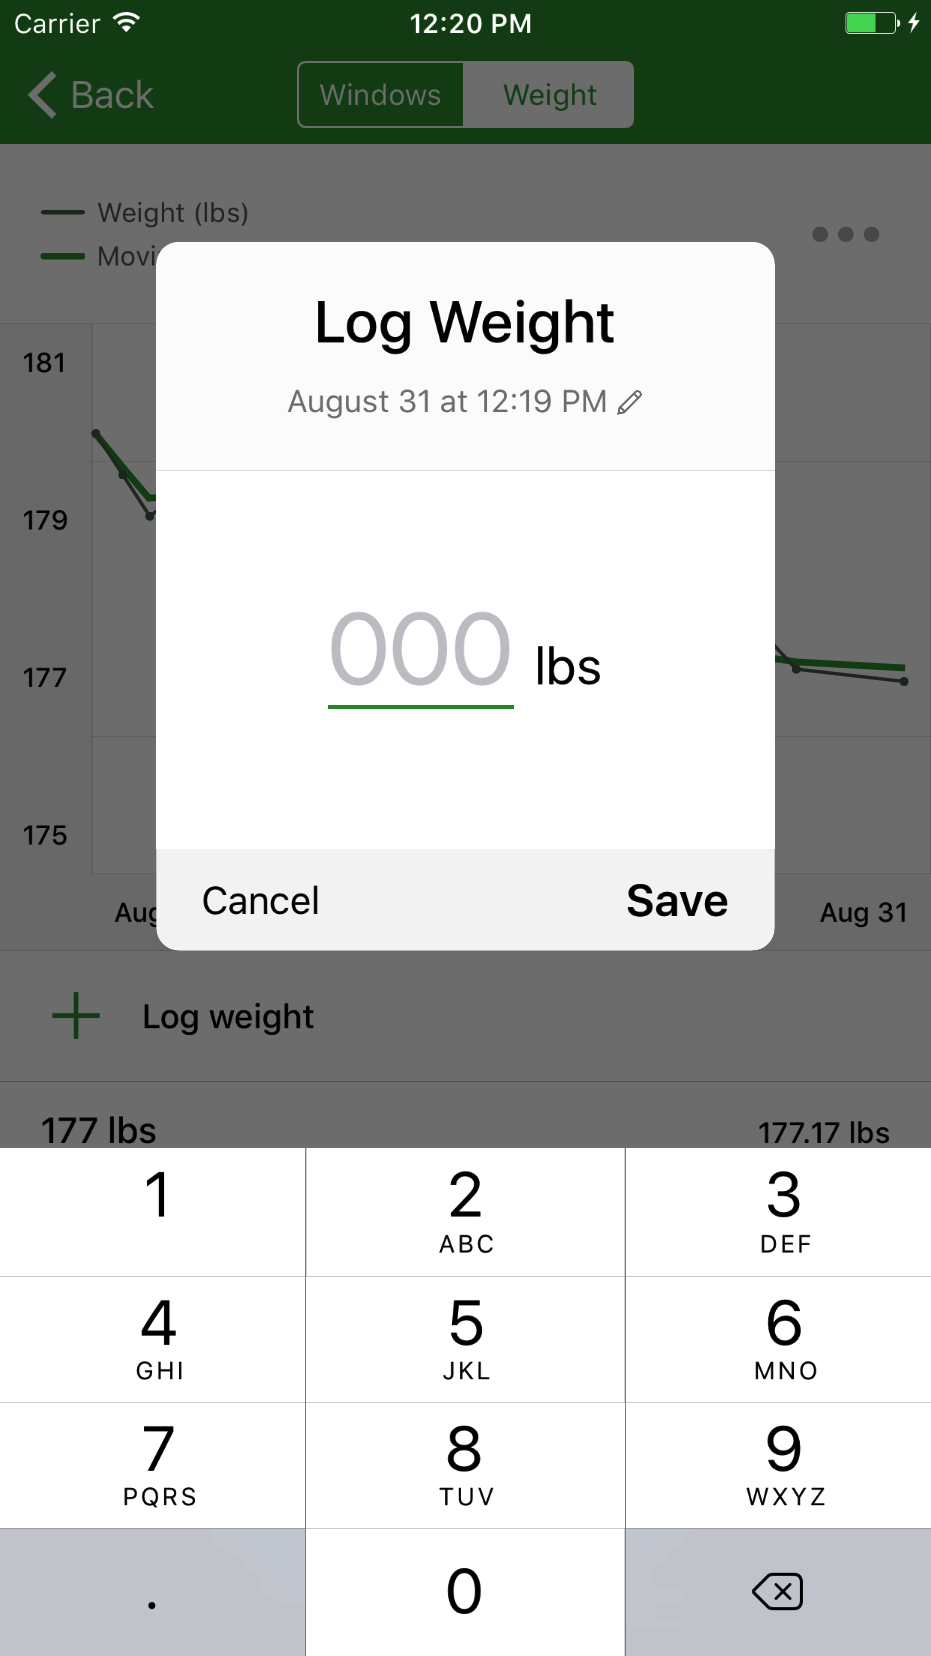 Carrier 12:20 PM
Back Windows Weight
Weight (lbs)
Log Weight
August 31 at 12:19 PM
181
179
177
175
000 lbs
Cancel Save
Aug 31
Log weight
177 lbs 177.17 lbs
1 2 3
ABC DEF
4 5 6
GHI JKL MNO
7 8 9
PQRS TUV WXYZ
. 0